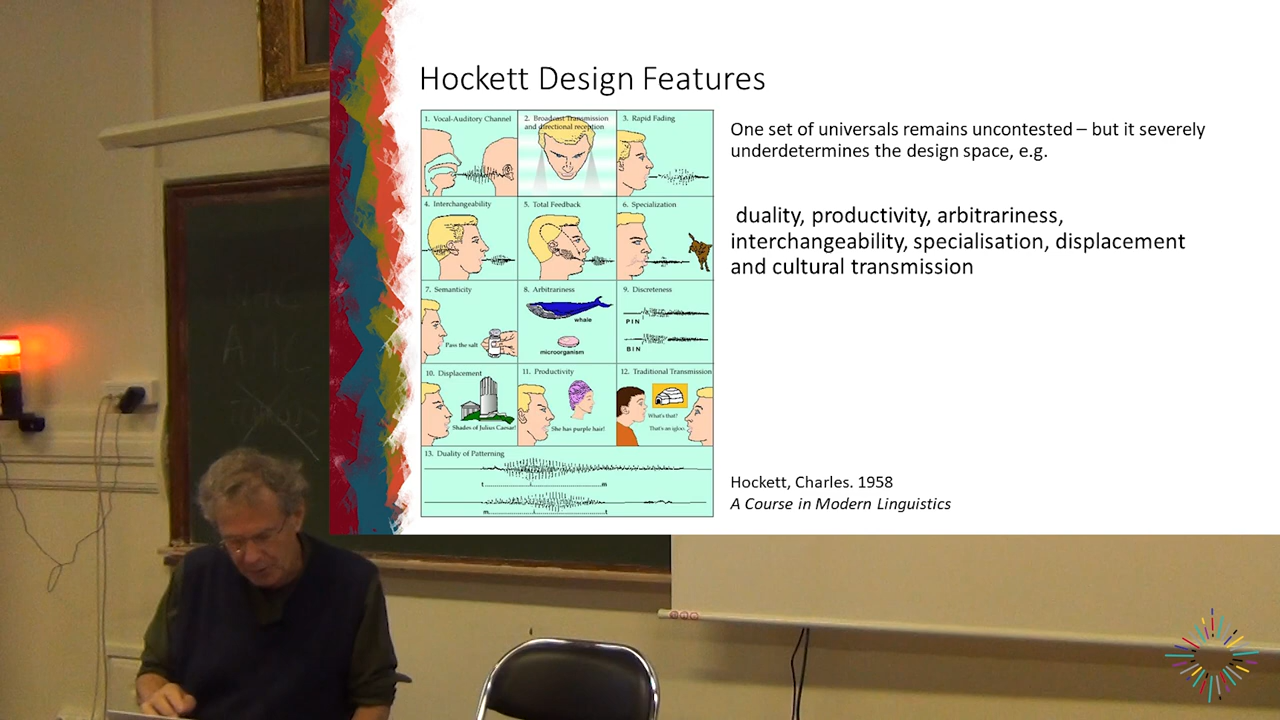 Hockett Design Features
1. Vocal-Auditory Channel
2. Broadcast Transmission
and directional reception
3. Rapid Fading
4. Interchangeability
5. Total Feedback
6. Specialization
7. Semanticity
Pass the salt
8. Arbitrariness
whale
microorganism
9. Discreteness
PIN
BIN
10. Displacement
Shades of Julius Caesar!
11. Productivity
She has purple hair!
12. Traditional Transmission
What's that?
That's an igloo.
13. Duality of Patterning
t....................i....................m
m....................i....................t
One set of universals remains uncontested – but it severely
underdetermines the design space, e.g.
duality, productivity, arbitrariness,
interchangeability, specialisation, displacement
and cultural transmission
Hockett, Charles. 1958
A Course in Modern Linguistics